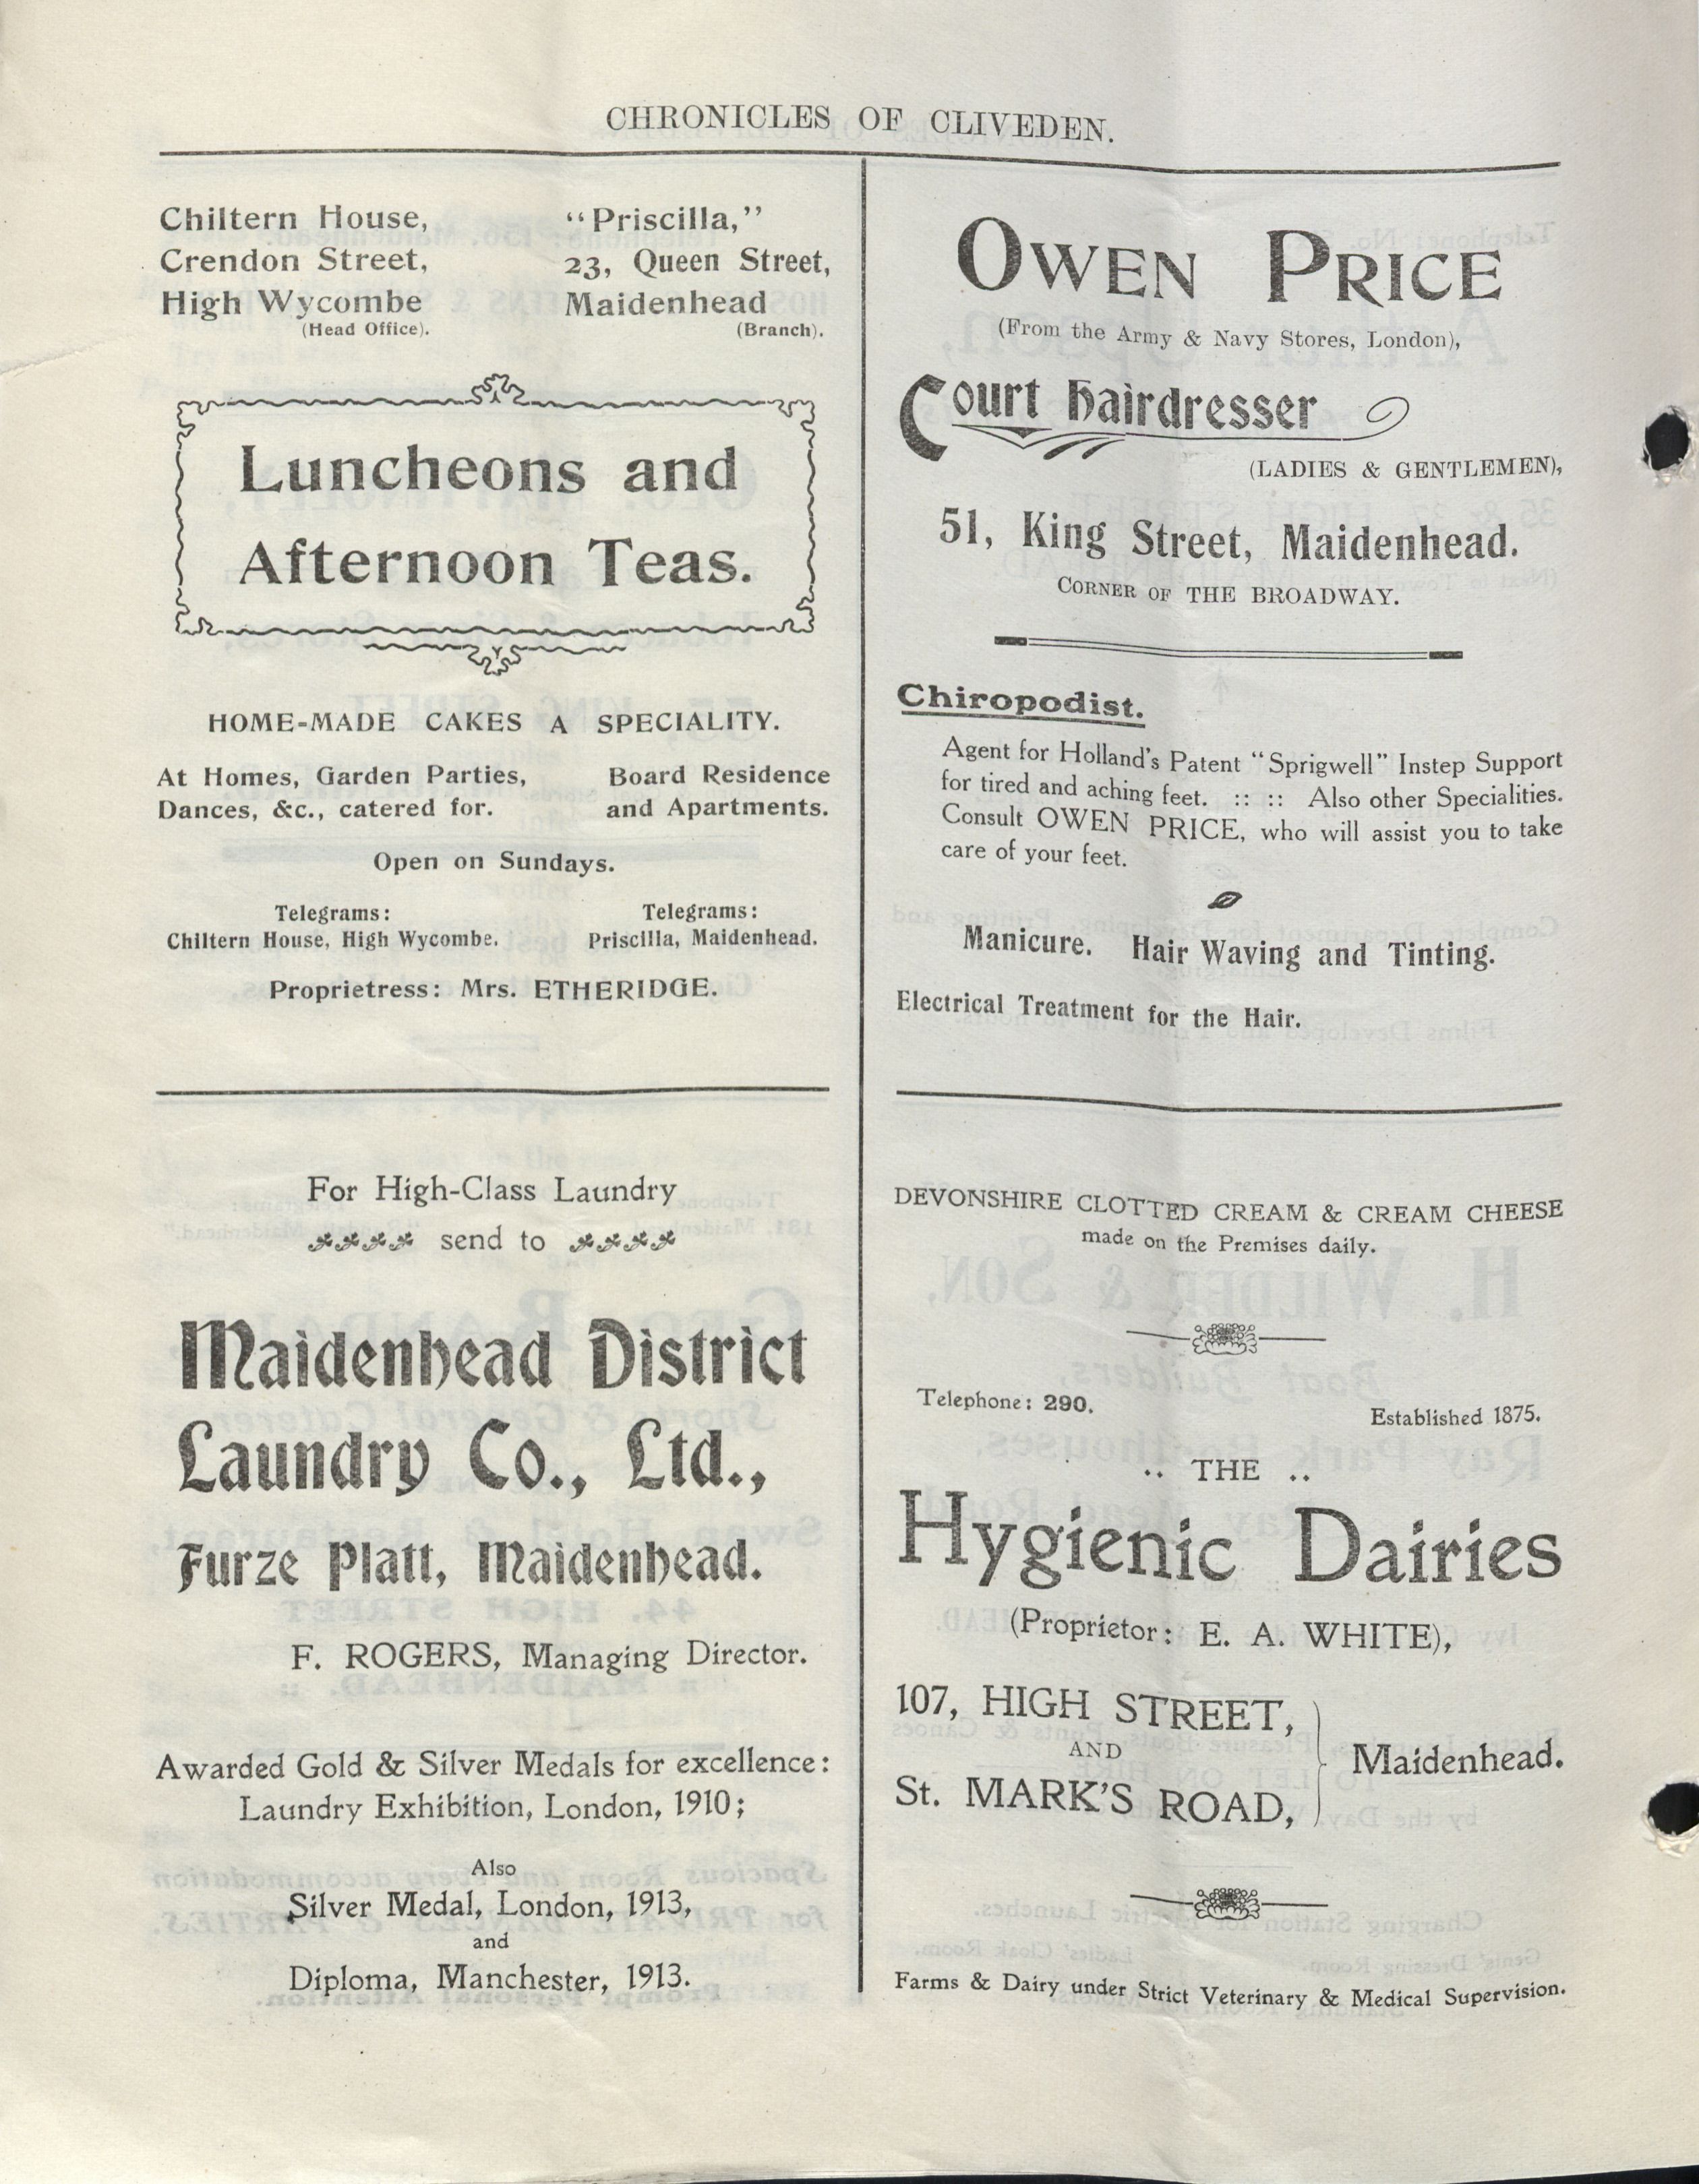 CHRONICLES OF CLIVEDEN.
Chiltern House,
Crendon Street,
High Wycombe
(Head Office).
“Priscilla,”
23, Queen Street,
Maidenhead
(Branch).
Luncheons and
Afternoon Teas.
HOME-MADE CAKES A SPECIALITY.
At Homes, Garden Parties,
Dances, &c., catered for.
Board Residence
and Apartments.
Open on Sundays.
Telegrams:
Chiltern House, High Wycombe.
Telegrams:
Priscilla, Maidenhead.
Proprietress: Mrs. ETHERIDGE.
For High-Class Laundry
send to
Maidenhead District
Laundry Co., Ltd.,
Furze Platt, Maidenhead.
F. ROGERS, Managing Director.
Awarded Gold & Silver Medals for excellence:
Laundry Exhibition, London, 1910;
Also
Silver Medal, London, 1913,
and
Diploma, Manchester, 1913.
OWEN PRICE
(From the Army & Navy Stores, London),
Court Hairdresser
(LADIES & GENTLEMEN),
51, King Street, Maidenhead.
CORNER OF THE BROADWAY.
Chiropodist.
Agent for Holland's Patent “Sprigwell” Instep Support
for tired and aching feet. :: :: Also other Specialities.
Consult OWEN PRICE, who will assist you to take
care of your feet.
Manicure. Hair Waving and Tinting.
Electrical Treatment for the Hair.
DEVONSHIRE CLOTTED CREAM & CREAM CHEESE
made on the Premises daily.
Telephone: 290. Established 1875.
.. THE ..
Hygienic Dairies
(Proprietor: E. A. WHITE),
107, HIGH STREET,
AND
St. MARK'S ROAD,
Maidenhead.
Farms & Dairy under Strict Veterinary & Medical Supervision.